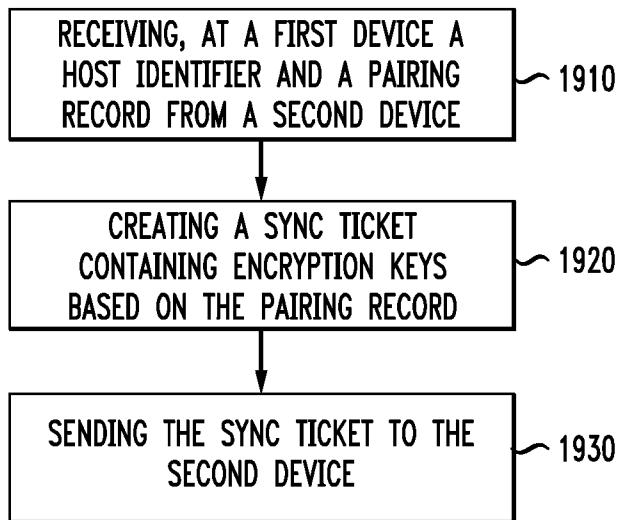 RECEIVING, AT A FIRST DEVICE A
HOST IDENTIFIER AND A PAIRING
RECORD FROM A SECOND DEVICE
1910
CREATING A SYNC TICKET
CONTAINING ENCRYPTION KEYS
BASED ON THE PAIRING RECORD
1920
SENDING THE SYNC TICKET TO THE
SECOND DEVICE
1930